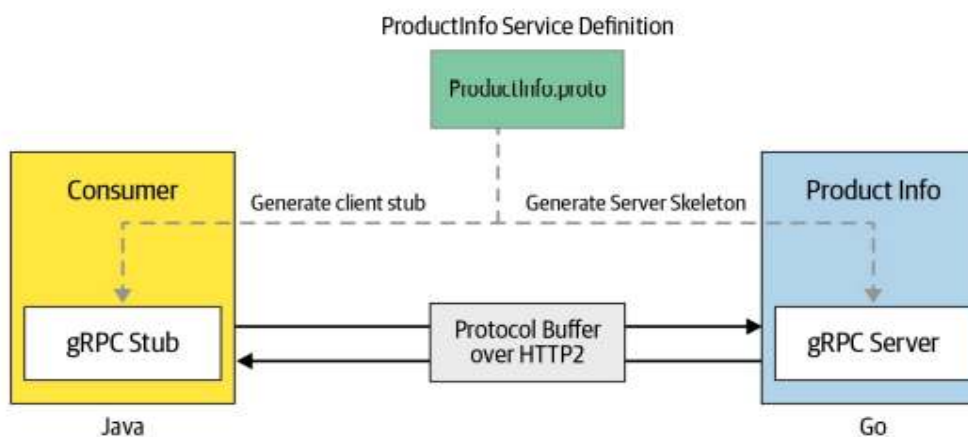 ProductInfo Service Definition
ProductInfo.proto
Consumer
Product Info
Generate client stub
Generate Server Skeleton
gRPC Stub
Protocol Buffer
over HTTP2
gRPC Server
Java
Go